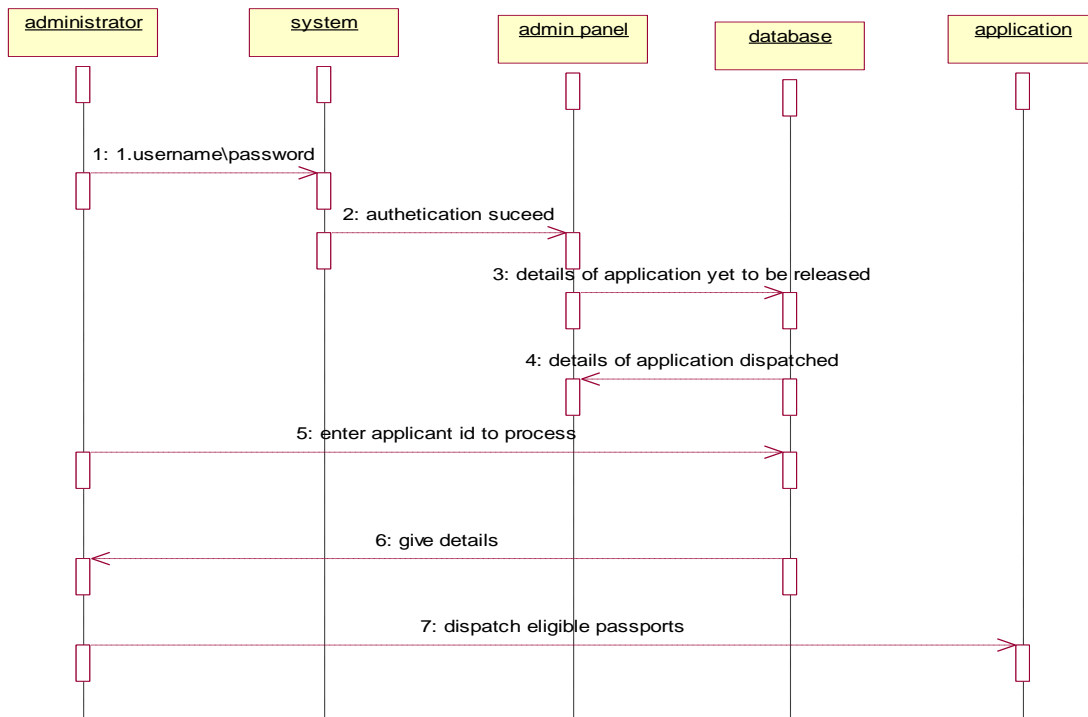 administrator
system
admin panel
database
application
1: 1.username\password
2: authetication suceed
3: details of application yet to be released
4: details of application dispatched
5: enter applicant id to process
6: give details
7: dispatch eligible passports